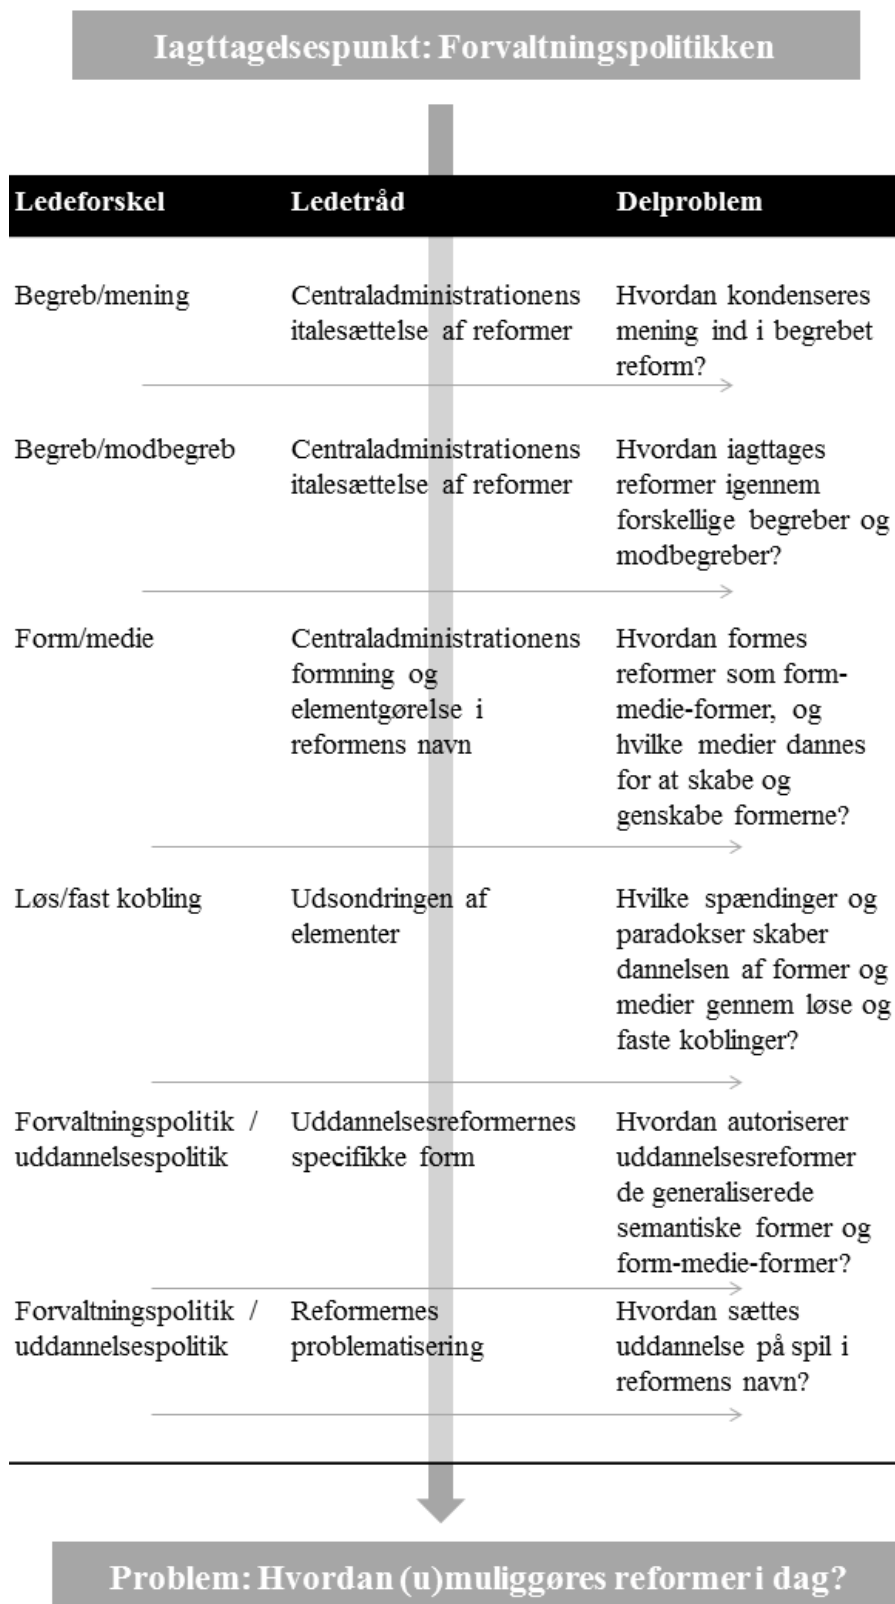 Iagttagelsespunkt: Forvaltningspolitikken
Ledeforskel
Ledetråd
Delproblem
Begreb/mening
Centraladministrationens
italesættelse af reformer
Hvordan kondenseres
mening ind i begrebet
reform?
Begreb/modbegreb
Centraladministrationens
italesættelse af reformer
Hvordan iagttages
reformer igennem
forskellige begreber og
modbegreber?
Form/medie
Centraladministrationens
formning og
elementgørelse i
reformens navn
Hvordan formes
reformer som form-
medie-former, og
hvilke medier dannes
for at skabe og
genskabe formerne?
Løs/fast kobling
Udsondringen af
elementer
Hvilke spændinger og
paradokser skaber
dannelsen af former og
medier gennem løse og
faste koblinger?
Forvaltningspolitik /
uddannelsespolitik
Uddannelsesreformernes
specifikke form
Hvordan autoriserer
uddannelsesreformer
de generaliserede
semantiske former og
form-medie-former?
Forvaltningspolitik /
uddannelsespolitik
Reformernes
problematisering
Hvordan sættes
uddannelse på spil i
reformens navn?
Problem: Hvordan (u)muliggøres reformer i dag?